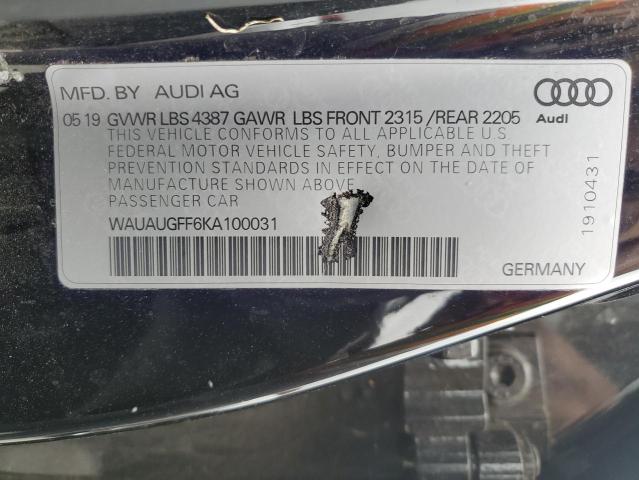 MFD. BY AUDI AG
05 19 GVWR LBS 4387 GAWR LBS FRONT 2315 /REAR 2205
THIS VEHICLE CONFORMS TO ALL APPLICABLE U.S.
FEDERAL MOTOR VEHICLE SAFETY, BUMPER AND THEFT
PREVENTION STANDARDS IN EFFECT ON THE DATE OF
MANUFACTURE SHOWN ABOVE.
PASSENGER CAR
WAUAUGFF6KA100031
Audi
1910431
GERMANY